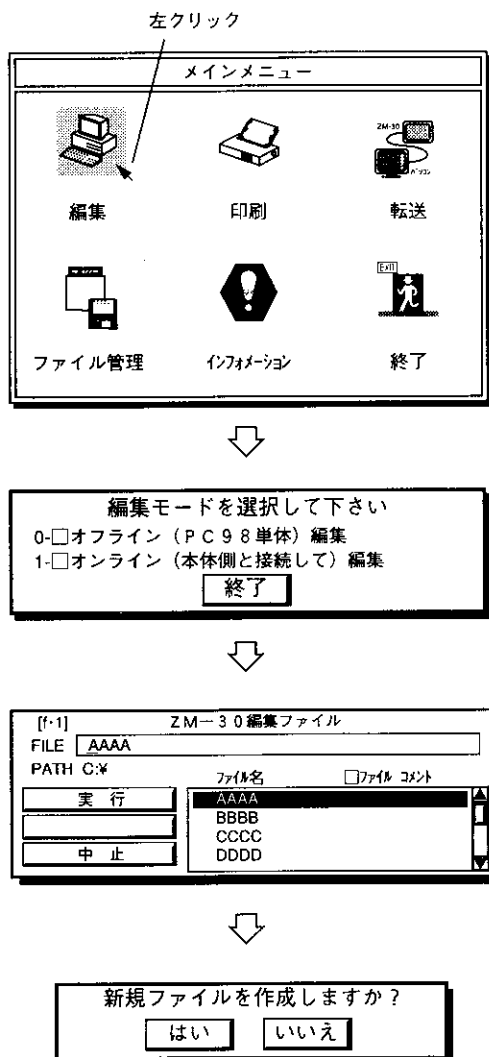 左クリック
メインメニュー
ZM-30
パソコン
編集
印刷
転送
EXIT
ファイル管理
インフォメーション
終了
編集モードを選択して下さい
0-□オフライン（PC98単体）編集
1-□オンライン（本体側と接続して）編集
終了
[f･1]
ZM－30編集ファイル
FILE AAAA
PATH C:¥
ファイル名
□ファイル コメント
実 行
中 止
AAAA
BBBB
CCCC
DDDD
新規ファイルを作成しますか？
はい
いいえ